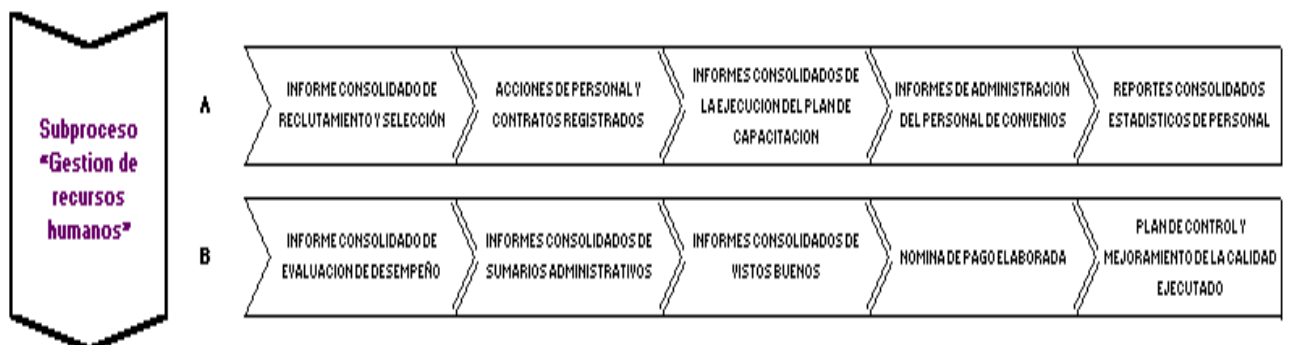 Subproceso
"Gestion de
recursos
humanos"
A
INFORME CONSOLIDADO DE
RECLUTAMIENTO Y SELECCIÓN
ACCIONES DE PERSONAL Y
CONTRATOS REGISTRADOS
INFORMES CONSOLIDADOS DE
LA EJECUCION DEL PLAN DE
CAPACITACION
INFORMES DE ADMINISTRACION
DEL PERSONAL DE CONVENIOS
REPORTES CONSOLIDADOS
ESTADISTICOS DE PERSONAL
B
INFORME CONSOLIDADO DE
EVALUACION DE DESEMPEÑO
INFORMES CONSOLIDADOS DE
SUMARIOS ADMINISTRATIVOS
INFORMES CONSOLIDADOS DE
VISTOS BUENOS
NOMINA DE PAGO ELABORADA
PLAN DE CONTROL Y
MEJORAMIENTO DE LA CALIDAD
EJECUTADO